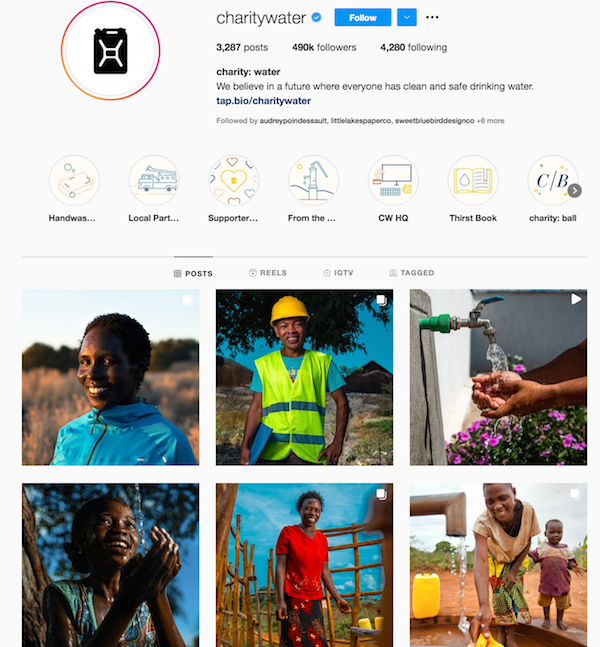 charitywater Follow
3,287 posts 490k followers 4,280 following
charity: water
We believe in a future where everyone has clean and safe drinking water.
tap.bio/charitywater
Followed by audreypoindessault, littlelakespaperco, sweetbluebirddesignco +6 more
C/B
Handwas... Local Part... Supporter... From the ... CW HQ Thirst Book charity: ball
POSTS REELS IGTV TAGGED